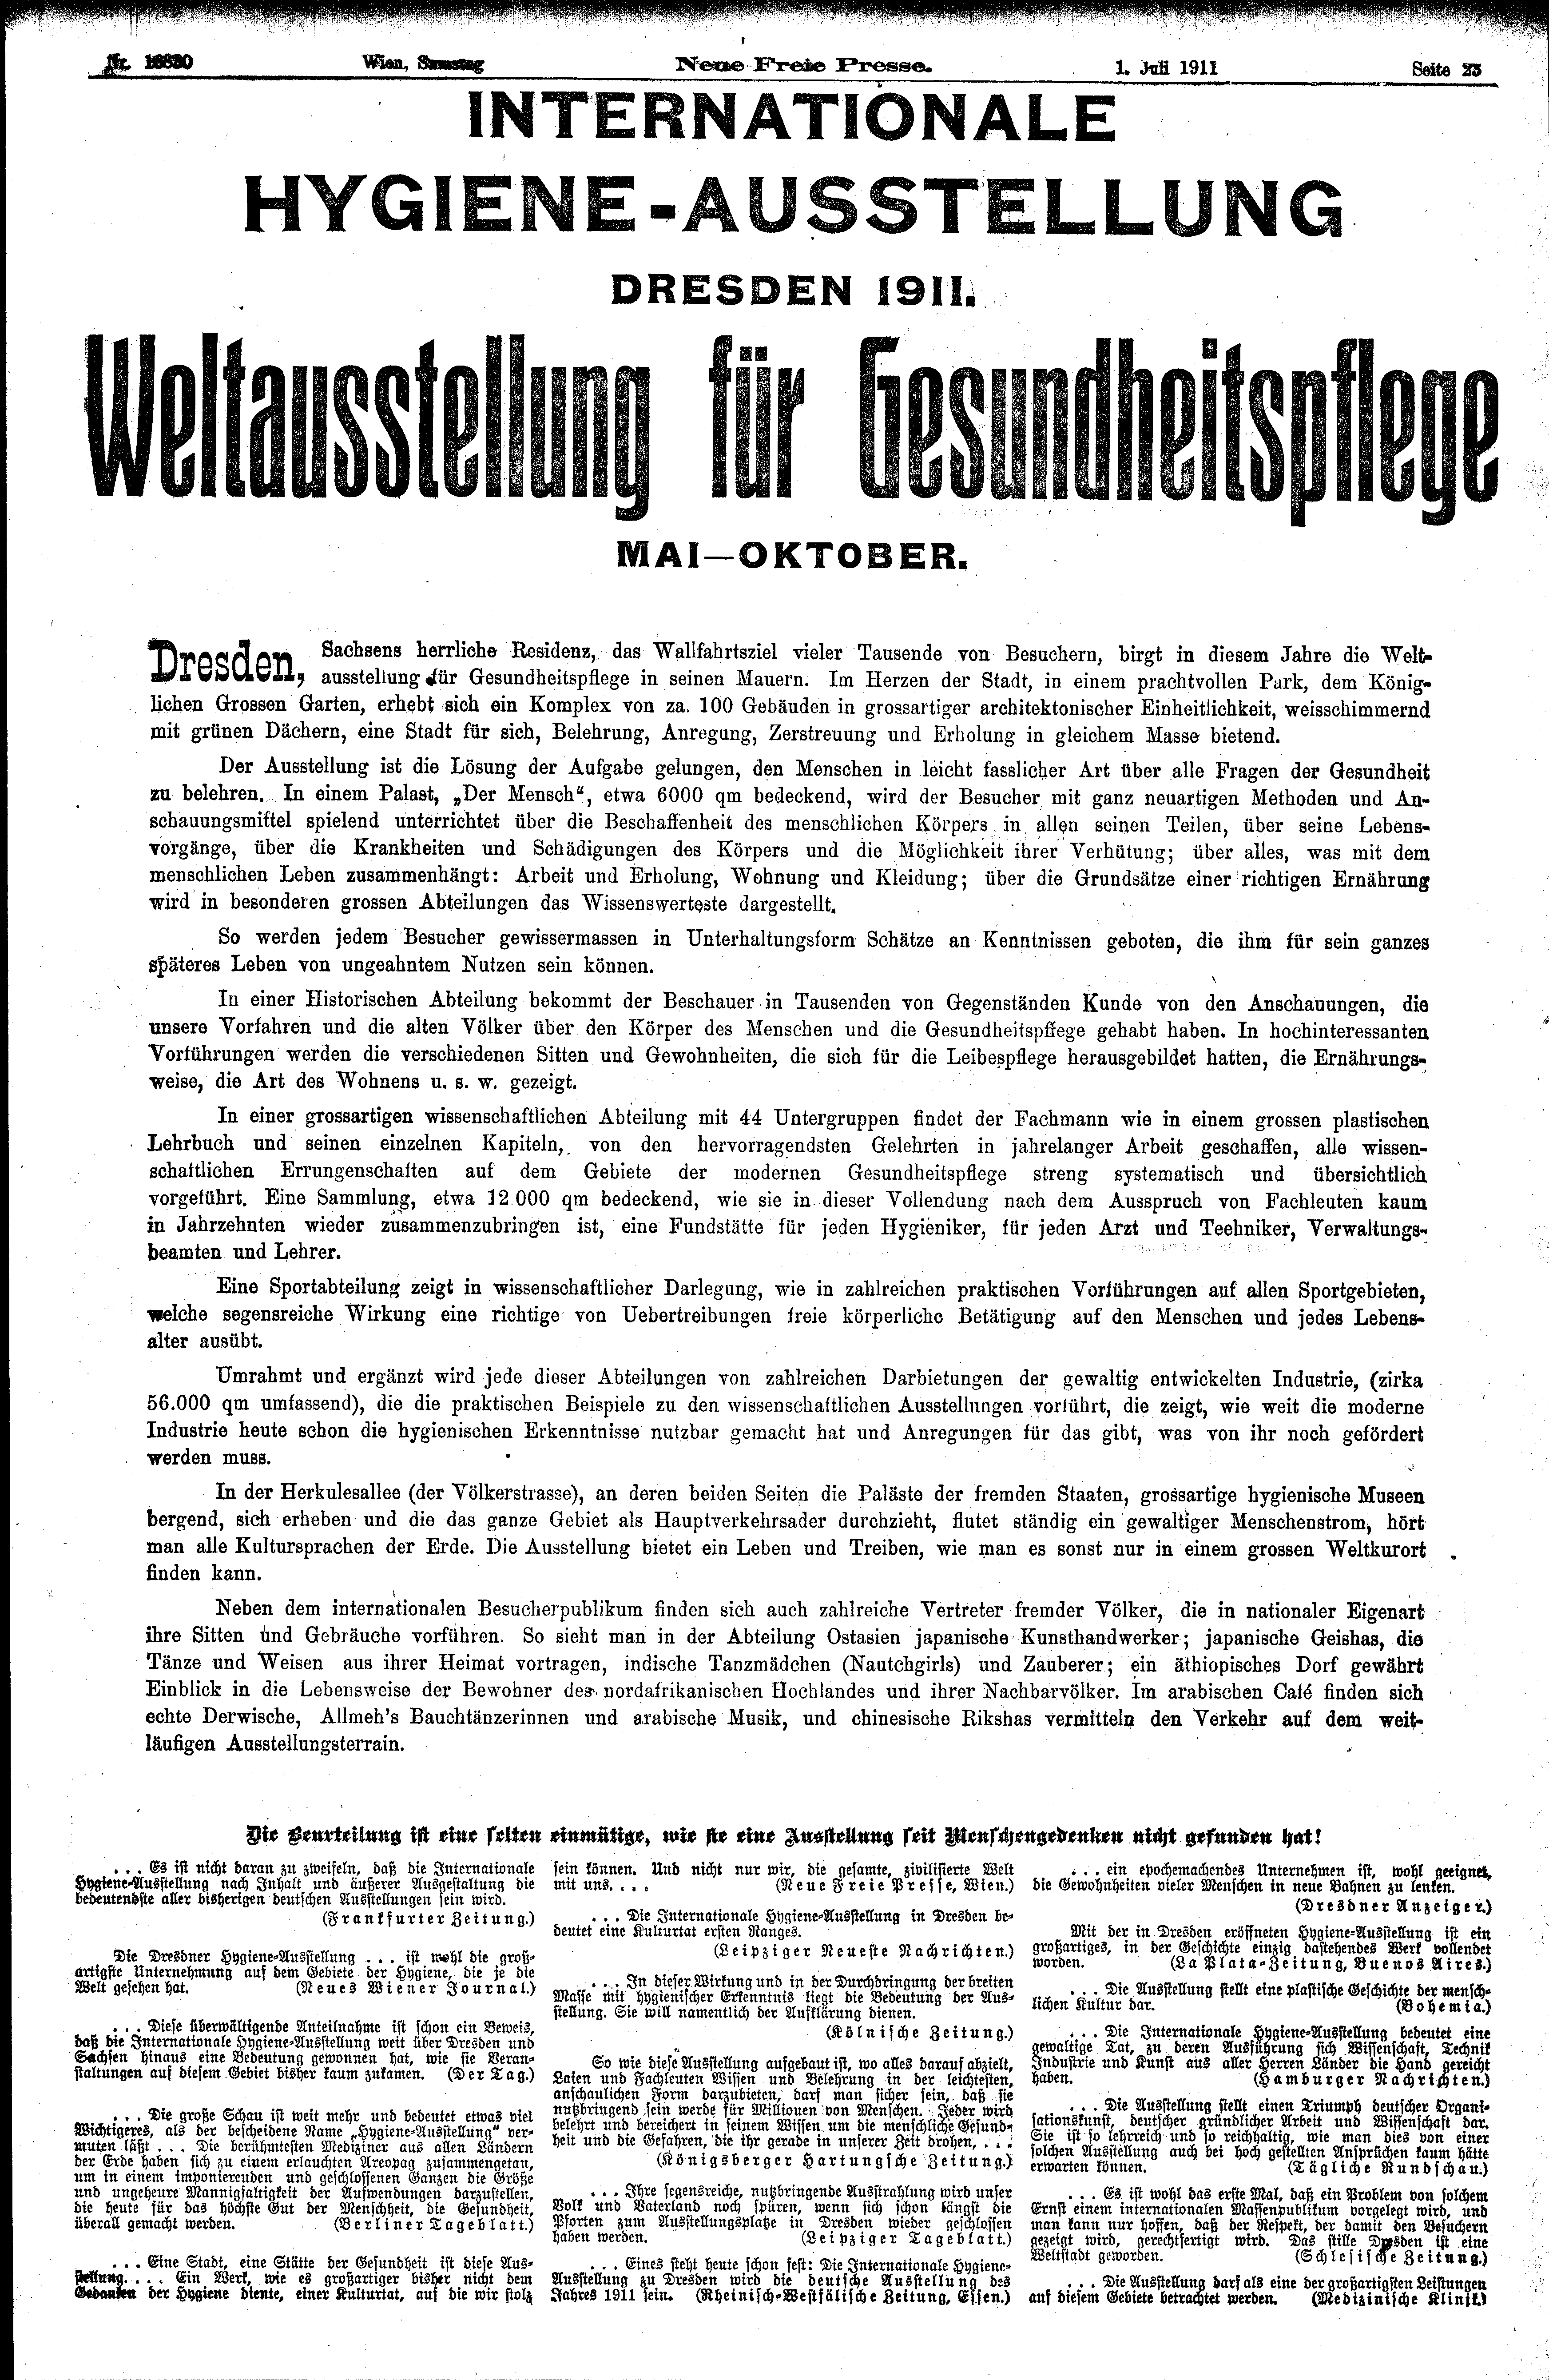 Nr. 16830 Wien, Samstag Neue Freie Presse. 1. Juli 1911 Seite 23
INTERNATIONALE
HYGIENE-AUSSTELLUNG
DRESDEN 1911.
Weltausstellung für Gesundheitspflege
MAI—OKTOBER.
Dresden, Sachsens herrliche Residenz, das Wallfahrtsziel vieler Tausende von Besuchern, birgt in diesem Jahre die Welt-
ausstellung für Gesundheitspflege in seinen Mauern. Im Herzen der Stadt, in einem prachtvollen Park, dem König-
lichen Grossen Garten, erhebt sich ein Komplex von za. 100 Gebäuden in grossartiger architektonischer Einheitlichkeit, weisschimmernd
mit grünen Dächern, eine Stadt für sich, Belehrung, Anregung, Zerstreuung und Erholung in gleichem Masse bietend.
Der Ausstellung ist die Lösung der Aufgabe gelungen, den Menschen in leicht fasslicher Art über alle Fragen der Gesundheit
zu belehren. In einem Palast, „Der Mensch“, etwa 6000 qm bedeckend, wird der Besucher mit ganz neuartigen Methoden und An-
schauungsmittel spielend unterrichtet über die Beschaffenheit des menschlichen Körpers in allen seinen Teilen, über seine Lebens-
vorgänge, über die Krankheiten und Schädigungen des Körpers und die Möglichkeit ihrer Verhütung; über alles, was mit dem
menschlichen Leben zusammenhängt: Arbeit und Erholung, Wohnung und Kleidung; über die Grundsätze einer richtigen Ernährung
wird in besonderen grossen Abteilungen das Wissenswerteste dargestellt.
So werden jedem Besucher gewissermassen in Unterhaltungsform Schätze an Kenntnissen geboten, die ihm für sein ganzes
späteres Leben von ungeahntem Nutzen sein können.
In einer Historischen Abteilung bekommt der Beschauer in Tausenden von Gegenständen Kunde von den Anschauungen, die
unsere Vorfahren und die alten Völker über den Körper des Menschen und die Gesundheitspflege gehabt haben. In hochinteressanten
Vorführungen werden die verschiedenen Sitten und Gewohnheiten, die sich für die Leibespflege herausgebildet hatten, die Ernährungs-
weise, die Art des Wohnens u. s. w. gezeigt.
In einer grossartigen wissenschaftlichen Abteilung mit 44 Untergruppen findet der Fachmann wie in einem grossen plastischen
Lehrbuch und seinen einzelnen Kapiteln, von den hervorragendsten Gelehrten in jahrelanger Arbeit geschaffen, alle wissen-
schaftlichen Errungenschaften auf dem Gebiete der modernen Gesundheitspflege streng systematisch und übersichtlich
vorgeführt. Eine Sammlung, etwa 12.000 qm bedeckend, wie sie in dieser Vollendung nach dem Ausspruch von Fachleuten kaum
in Jahrzehnten wieder zusammenzubringen ist, eine Fundstätte für jeden Hygieniker, für jeden Arzt und Techniker, Verwaltungs-
beamten und Lehrer.
Eine Sportabteilung zeigt in wissenschaftlicher Darlegung, wie in zahlreichen praktischen Vorführungen auf allen Sportgebieten,
welche segensreiche Wirkung eine richtige von Uebertreibungen freie körperliche Betätigung auf den Menschen und jedes Lebens-
alter ausübt.
Umrahmt und ergänzt wird jede dieser Abteilungen von zahlreichen Darbietungen der gewaltig entwickelten Industrie, (zirka
56.000 qm umfassend), die die praktischen Beispiele zu den wissenschaftlichen Ausstellungen vorführt, die zeigt, wie weit die moderne
Industrie heute schon die hygienischen Erkenntnisse nutzbar gemacht hat und Anregungen für das gibt, was von ihr noch gefördert
werden muss.
In der Herkulesallee (der Völkerstrasse), an deren beiden Seiten die Paläste der fremden Staaten, grossartige hygienische Museen
bergend, sich erheben und die das ganze Gebiet als Hauptverkehrsader durchzieht, flutet ständig ein gewaltiger Menschenstrom, hört
man alle Kultursprachen der Erde. Die Ausstellung bietet ein Leben und Treiben, wie man es sonst nur in einem grossen Weltkurort
finden kann.
Neben dem internationalen Besucherpublikum finden sich auch zahlreiche Vertreter fremder Völker, die in nationaler Eigenart
ihre Sitten und Gebräuche vorführen. So sieht man in der Abteilung Ostasien japanische Kunsthandwerker; japanische Geishas, die
Tänze und Weisen aus ihrer Heimat vortragen, indische Tanzmädchen (Nautchgirls) und Zauberer; ein äthiopisches Dorf gewährt
Einblick in die Lebensweise der Bewohner des nordafrikanischen Hochlandes und ihrer Nachbarvölker. Im arabischen Café finden sich
echte Derwische, Allmeh's Bauchtänzerinnen und arabische Musik, und chinesische Rikshas vermitteln den Verkehr auf dem weit-
läufigen Ausstellungsterrain.
Die Beurteilung ist eine selten einmütige, wie sie eine Ausstellung seit Menschengedenken nicht gefunden hat!
. . . Es ist nicht daran zu zweifeln, daß die Internationale
Hygiene-Ausstellung nach Inhalt und äußerer Ausgestaltung die
bedeutendste aller bisherigen deutschen Ausstellungen sein wird.
(Frankfurter Zeitung.)
Die Dresdner Hygiene-Ausstellung . . . ist wohl die groß-
artigste Unternehmung auf dem Gebiete der Hygiene, die je die
Welt gesehen hat. (Neues Wiener Journal.)
. . . Diese überwältigende Anteilnahme ist schon ein Beweis,
daß die Internationale Hygiene-Ausstellung weit über Dresden und
Sachsen hinaus eine Bedeutung gewonnen hat, wie sie Veran-
staltungen auf diesem Gebiet bisher kaum zukamen. (Der Tag.)
. . . Die große Schau ist weit mehr und bedeutet etwas viel
Wichtigeres, als der bescheidene Name „Hygiene-Ausstellung“ ver-
muten läßt . . . Die berühmtesten Mediziner aus allen Ländern
der Erde haben sich zu einem erlauchten Areopag zusammengetan,
um in einem imponierenden und geschlossenen Ganzen die Größe
und ungeheure Mannigfaltigkeit der Aufwendungen darzustellen,
die heute für das höchste Gut der Menschheit, die Gesundheit,
überall gemacht werden. (Berliner Tageblatt.)
. . . Eine Stadt, eine Stätte der Gesundheit ist diese Aus-
stellung. . . . Ein Werk, wie es großartiger bisher nicht dem
Gedanken der Hygiene diente, einer Kulturtat, auf die wir stolz
sein können. Und nicht nur wir, die gesamte, zivilisierte Welt
mit uns. . . . (Neue Freie Presse, Wien.)
. . . Die Internationale Hygiene-Ausstellung in Dresden be-
deutet eine Kulturtat ersten Ranges.
(Leipziger Neueste Nachrichten.)
. . . In dieser Wirkung und in der Durchdringung der breiten
Masse mit hygienischer Erkenntnis liegt die Bedeutung der Aus-
stellung. Sie will namentlich der Aufklärung dienen.
(Kölnische Zeitung.)
So wie diese Ausstellung aufgebaut ist, wo alles darauf abzielt,
Laien und Fachleuten Wissen und Belehrung in der leichtesten,
anschaulichen Form darzubieten, darf man sicher sein, daß sie
nutzbringend sein werde für Millionen von Menschen. Jeder wird
belehrt und bereichert in seinem Wissen um die menschliche Gesund-
heit und die Gefahren, die ihr gerade in unserer Zeit drohen, . . .
(Königsberger Hartungsche Zeitung.)
. . . Ihre segensreiche, nutzbringende Ausstrahlung wird unser
Volk und Vaterland noch spüren, wenn sich schon längst die
Pforten zum Ausstellungsplatze in Dresden wieder geschlossen
haben werden. (Leipziger Tageblatt.)
. . . Eines steht heute schon fest: Die Internationale Hygiene-
Ausstellung zu Dresden wird die deutsche Ausstellung des
Jahres 1911 sein. (Rheinisch-Westfälische Zeitung, Essen.)
. . . ein epochemachendes Unternehmen ist, wohl geeignet,
die Gewohnheiten vieler Menschen in neue Bahnen zu lenken.
(Dresdner Anzeiger.)
Mit der in Dresden eröffneten Hygiene-Ausstellung ist ein
großartiges, in der Geschichte einzig dastehendes Werk vollendet
worden. (La Plata-Zeitung, Buenos Aires.)
. . . Die Ausstellung stellt eine plastische Geschichte der mensch-
lichen Kultur dar. (Bohemia.)
. . . Die Internationale Hygiene-Ausstellung bedeutet eine
gewaltige Tat, zu deren Ausführung sich Wissenschaft, Technik
Industrie und Kunst aus aller Herren Länder die Hand gereicht
haben. (Hamburger Nachrichten.)
. . . Die Ausstellung stellt einen Triumph deutscher Organi-
sationskunst, deutscher gründlicher Arbeit und Wissenschaft dar.
Sie ist so lehrreich und so reichhaltig, wie man dies von einer
solchen Ausstellung auch bei hoch gestellten Ansprüchen kaum hätte
erwarten können. (Tägliche Rundschau.)
. . . Es ist wohl das erste Mal, daß ein Problem von solchem
Ernst einem internationalen Massenpublikum vorgelegt wird, und
man kann nur hoffen, daß der Respekt, der damit den Besuchern
gezeigt wird, gerechtfertigt wird. Das stille Dresden ist eine
Weltstadt geworden. (Schlesische Zeitung.)
. . . Die Ausstellung darf als eine der großartigsten Leistungen
auf diesem Gebiete betrachtet werden. (Medizinische Klinik.)